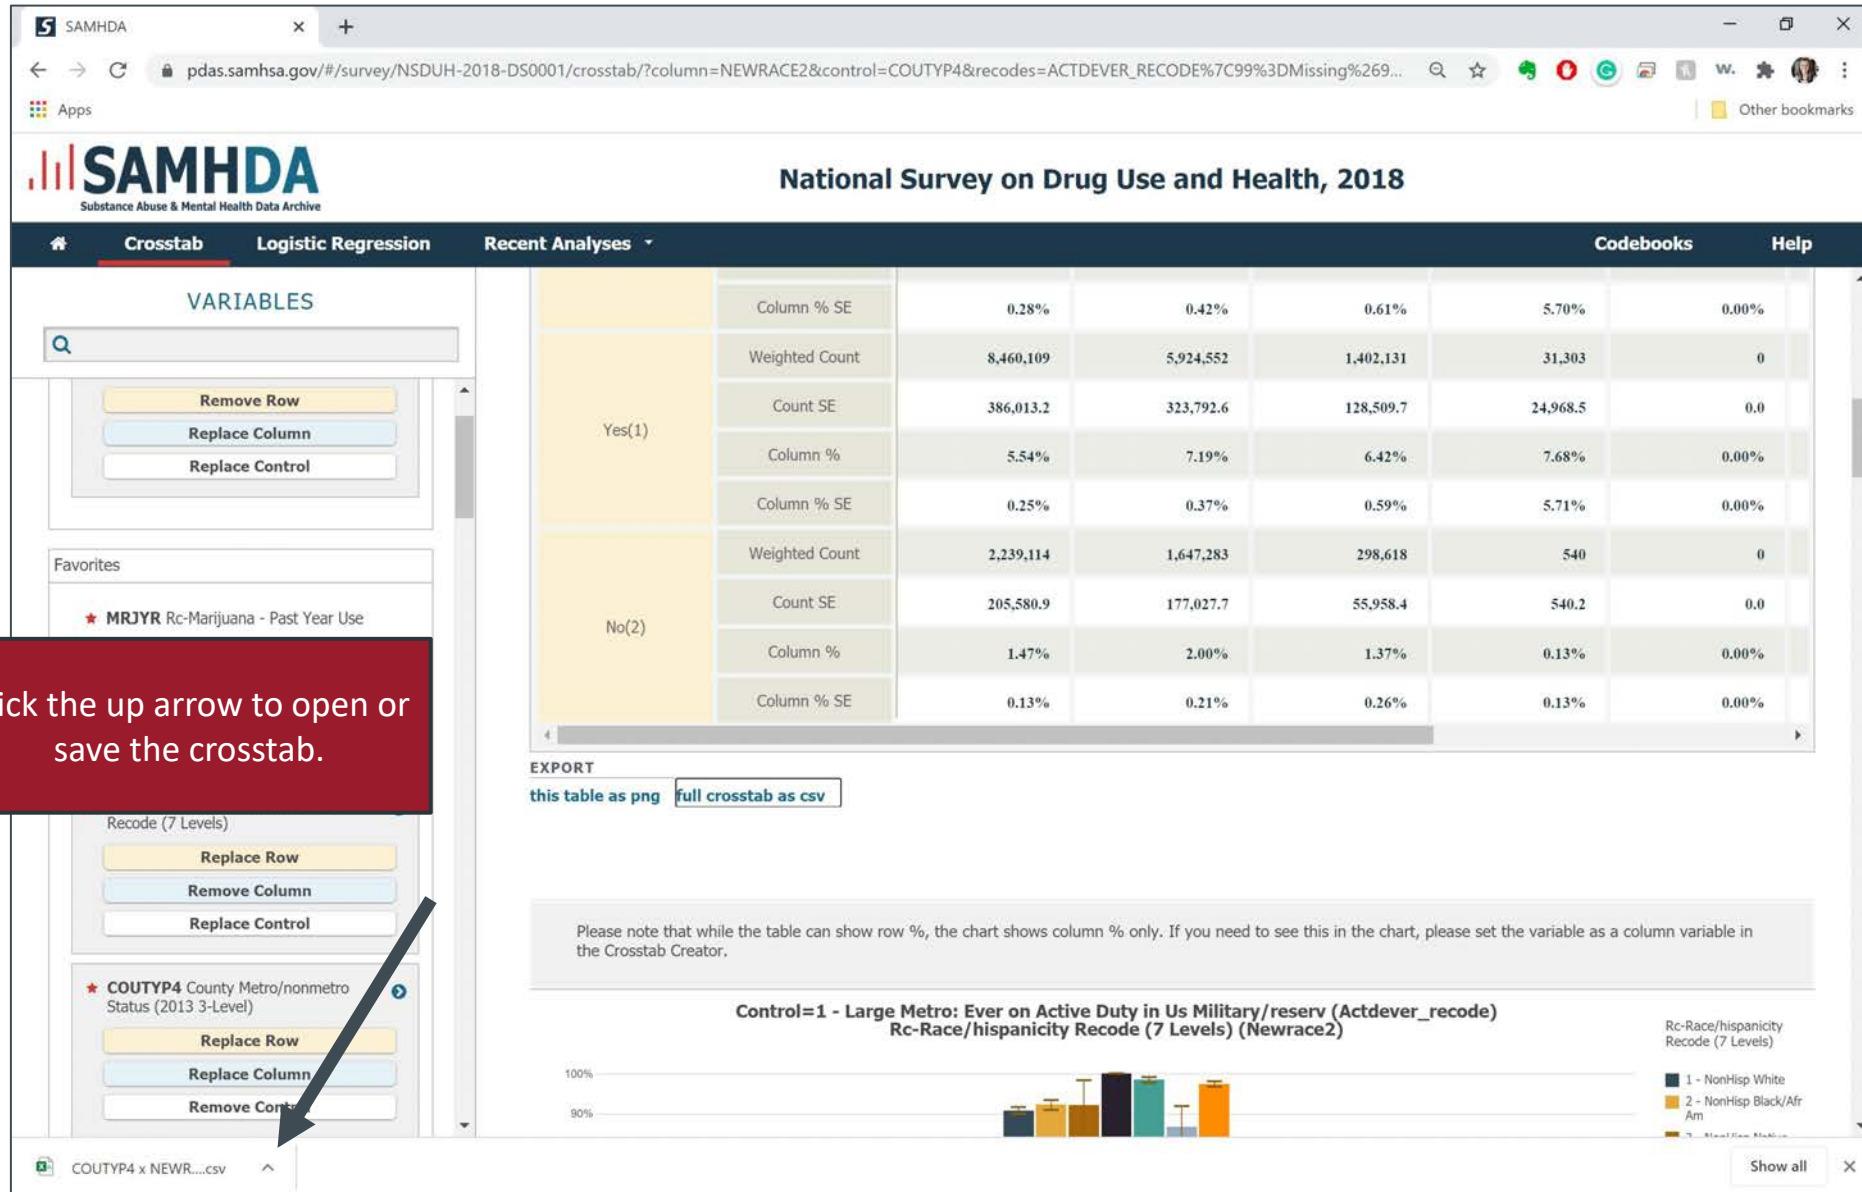 SAMHDA
pdas.samhsa.gov/#/survey/NSDUH-2018-DS0001/crosstab/?column=NEWRACE2&control=COUTYP4&recodes=ACTDEVER_RECODE%7C99%3DMissing%269...
Apps
Other bookmarks
SAMHDA
Substance Abuse & Mental Health Data Archive
National Survey on Drug Use and Health, 2018
Crosstab Logistic Regression Recent Analyses Codebooks Help
VARIABLES
Remove Row
Replace Column
Replace Control
Favorites
MRJYR Rc-Marijuana - Past Year Use
ick the up arrow to open or
save the crosstab.
Recode (7 Levels)
Replace Row
Remove Column
Replace Control
COUTYP4 County Metro/nonmetro
Status (2013 3-Level)
Replace Row
Replace Column
Remove Control
Column % SE 0.28% 0.42% 0.61% 5.70% 0.00%
Yes(1)
Weighted Count 8,460,109 5,924,552 1,402,131 31,303 0
Count SE 386,013.2 323,792.6 128,509.7 24,968.5 0.0
Column % 5.54% 7.19% 6.42% 7.68% 0.00%
Column % SE 0.25% 0.37% 0.59% 5.71% 0.00%
No(2)
Weighted Count 2,239,114 1,647,283 298,618 540 0
Count SE 205,580.9 177,027.7 55,958.4 540.2 0.0
Column % 1.47% 2.00% 1.37% 0.13% 0.00%
Column % SE 0.13% 0.21% 0.26% 0.13% 0.00%
EXPORT
this table as png full crosstab as csv
Please note that while the table can show row %, the chart shows column % only. If you need to see this in the chart, please set the variable as a column variable in
the Crosstab Creator.
Control=1 - Large Metro: Ever on Active Duty in Us Military/reserv (Actdever_recode)
Rc-Race/hispanicity Recode (7 Levels) (Newrace2)
100%
90%
Rc-Race/hispanicity
Recode (7 Levels)
1 - NonHisp White
2 - NonHisp Black/Afr
Am
COUTYP4 x NEWR....csv
Show all